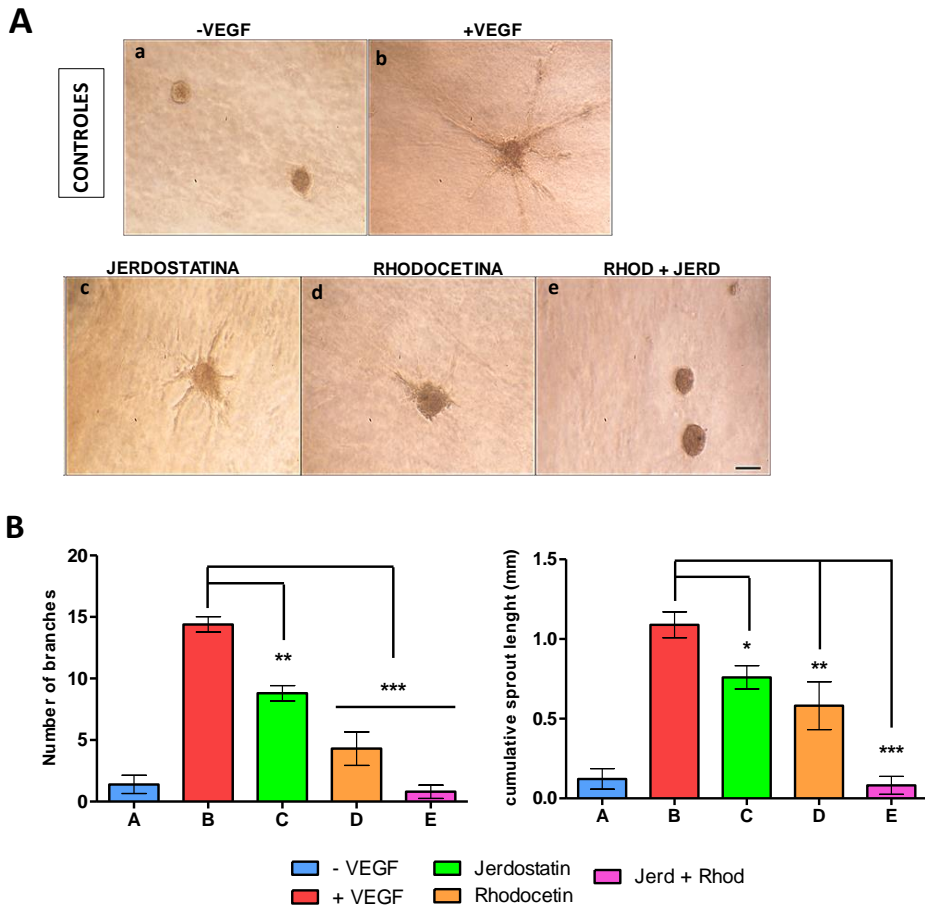 A
-VEGF
+VEGF
CONTROLES
a
b
JERDOSTATINA
RHODOCETINA
RHOD + JERD
c
d
e
B
Number of branches
20
15
10
5
0
**
***
A B C D E
cumulative sprout lenght (mm)
1.5
1.0
0.5
0.0
*
**
***
A B C D E
- VEGF
+ VEGF
Jerdostatin
Rhodocetin
Jerd + Rhod